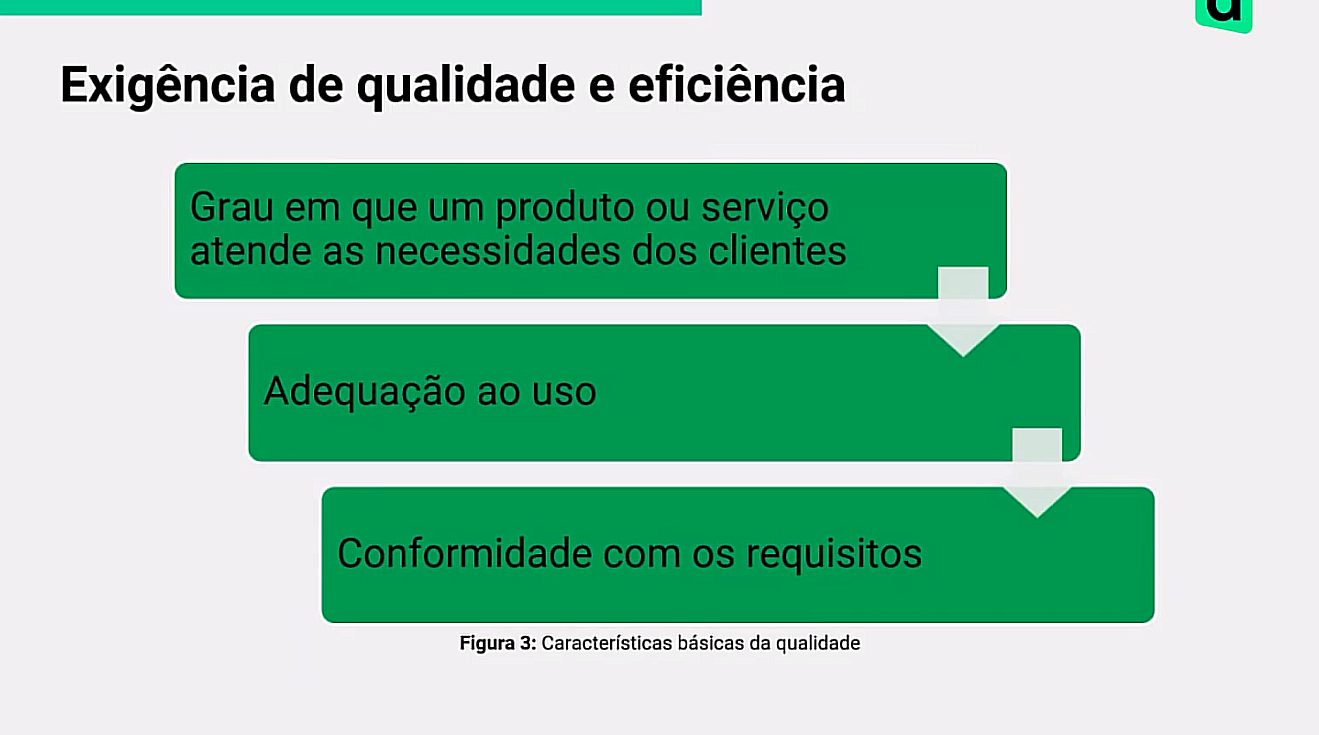 Exigência de qualidade e eficiência
Grau em que um produto ou serviço
atende as necessidades dos clientes
Adequação ao uso
Conformidade com os requisitos
Figura 3: Características básicas da qualidade